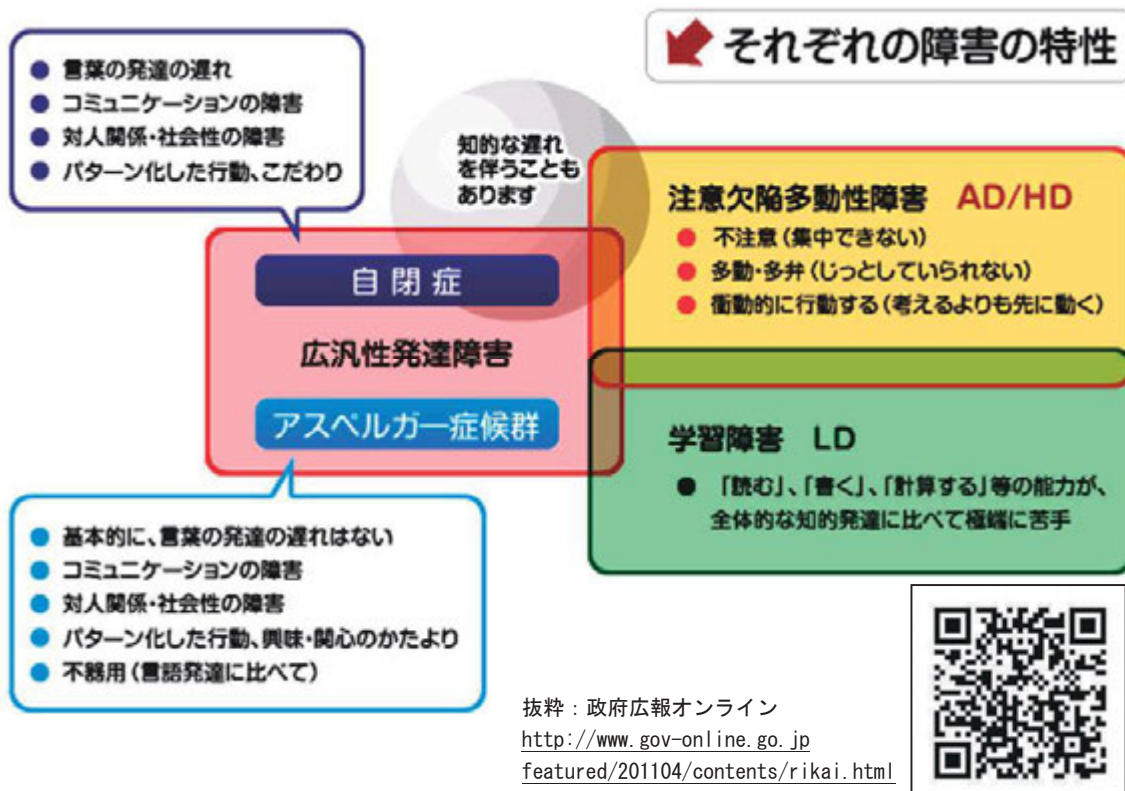 それぞれの障害の特性
● 言葉の発達の遅れ
● コミュニケーションの障害
● 対人関係・社会性の障害
● パターン化した行動、こだわり
知的な遅れ
を伴うことも
あります
自閉症
広汎性発達障害
アスペルガー症候群
● 基本的に、言葉の発達の遅れはない
● コミュニケーションの障害
● 対人関係・社会性の障害
● パターン化した行動、興味・関心のかたより
● 不器用(言語発達に比べて)
注意欠陥多動性障害 AD/HD
● 不注意(集中できない)
● 多動・多弁(じっとしていられない)
● 衝動的に行動する(考えるよりも先に動く)
学習障害 LD
● 「読む」、「書く」、「計算する」等の能力が、
全体的な知的発達に比べて極端に苦手
抜粋：政府広報オンライン
http://www.gov-online.go.jp
featured/201104/contents/rikai.html